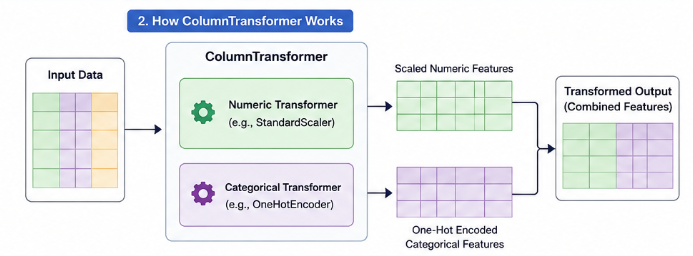 2. How ColumnTransformer Works
Input Data
ColumnTransformer
Numeric Transformer
(e.g., StandardScaler)
Categorical Transformer
(e.g., OneHotEncoder)
Scaled Numeric Features
One-Hot Encoded
Categorical Features
Transformed Output
(Combined Features)